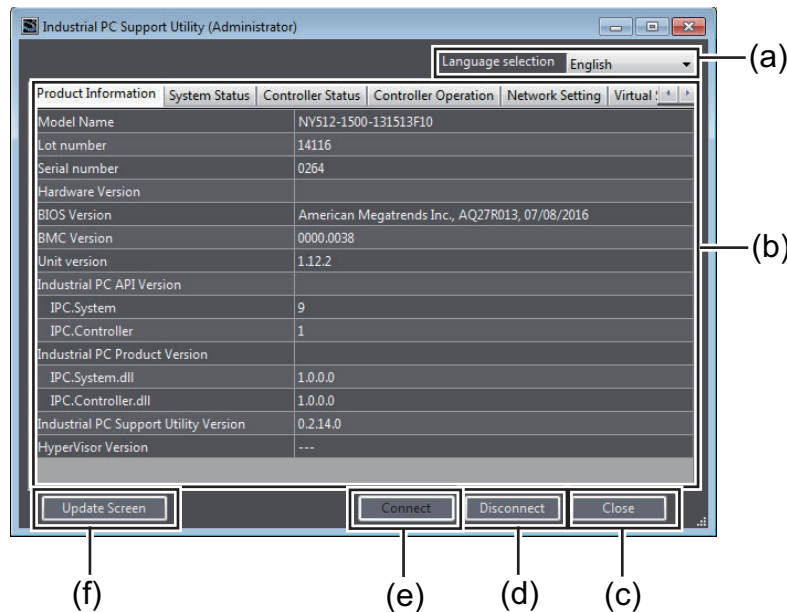 Industrial PC Support Utility (Administrator)
Language selection English
(a)
Product Information System Status Controller Status Controller Operation Network Setting Virtual
Model Name NY512-1500-131513F10
Lot number 14116
Serial number 0264
Hardware Version
BIOS Version American Megatrends Inc., AQ27R013, 07/08/2016
(b)
BMC Version 0000.0038
Unit version 1.12.2
Industrial PC API Version
IPC.System 9
IPC.Controller 1
Industrial PC Product Version
IPC.System.dll 1.0.0.0
IPC.Controller.dll 1.0.0.0
Industrial PC Support Utility Version 0.2.14.0
HyperVisor Version ---
Update Screen Connect Disconnect Close
(f) (e) (d) (c)